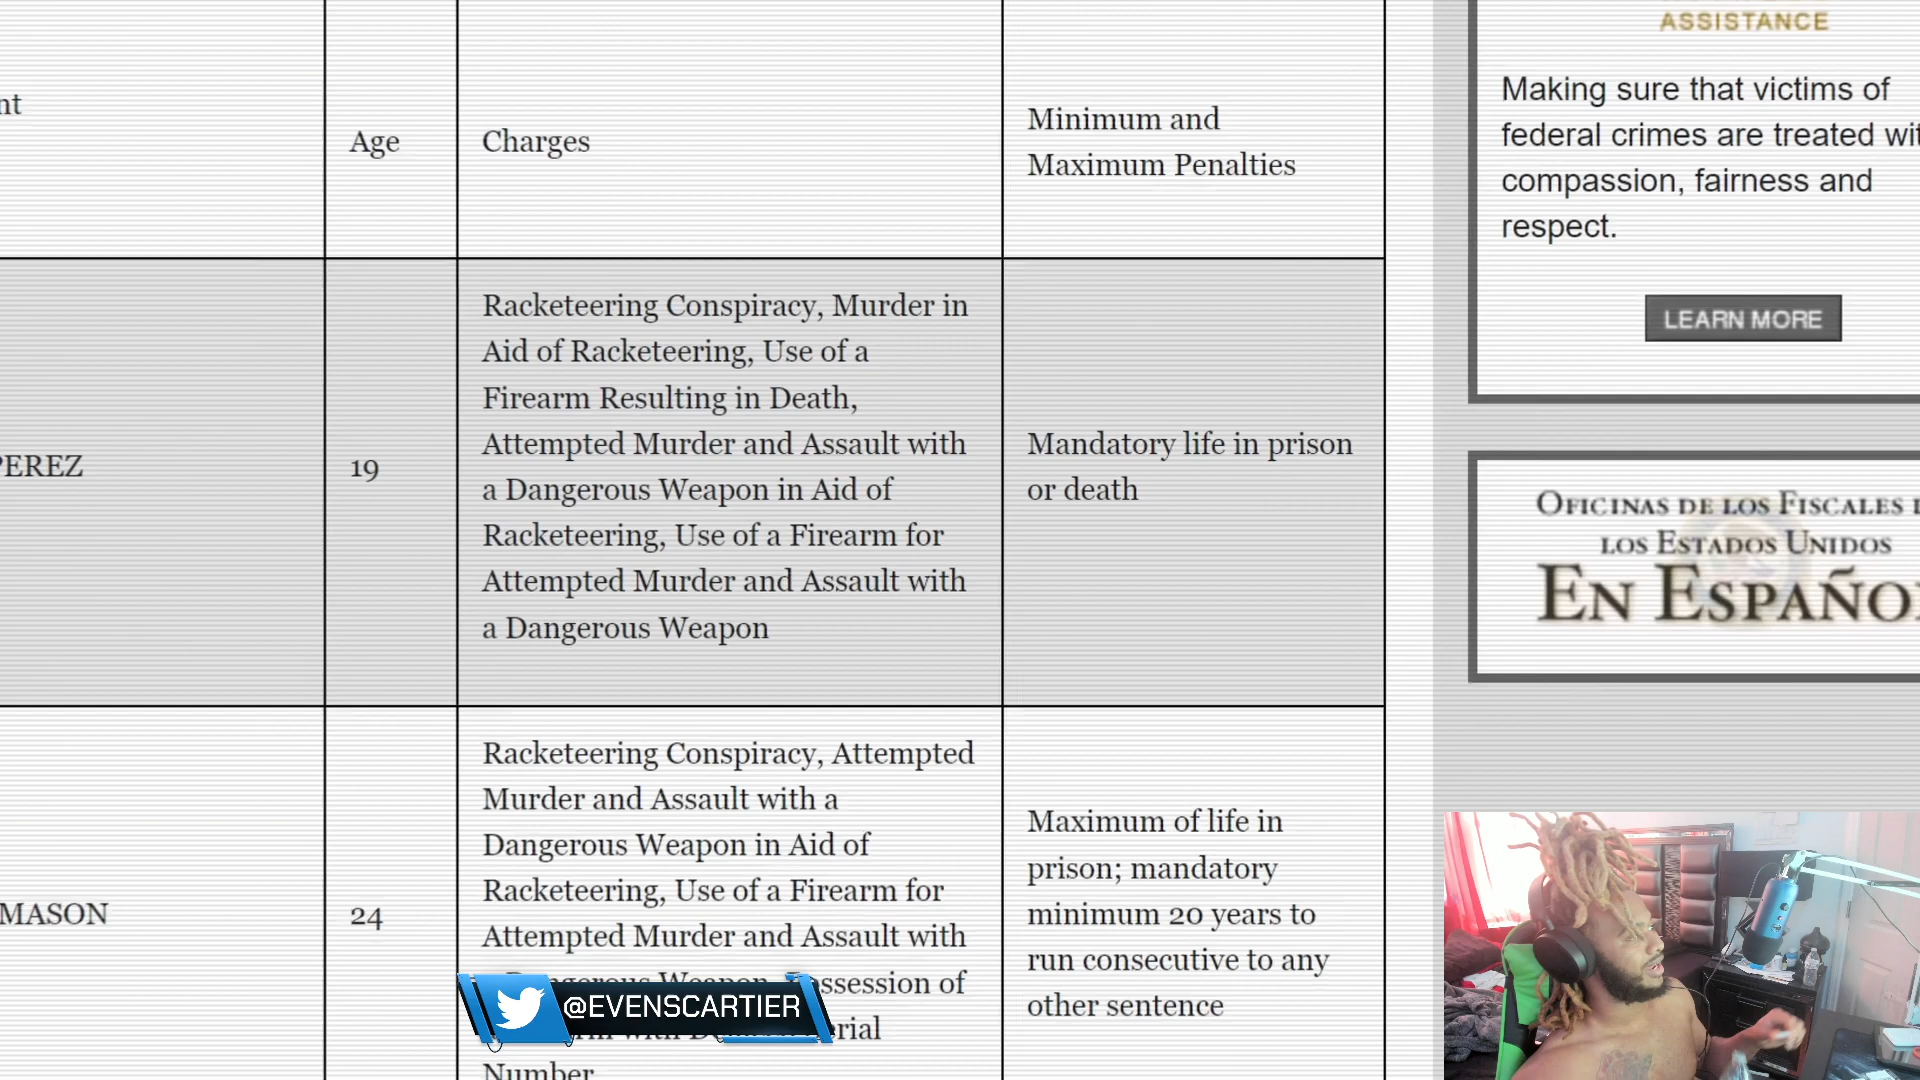 nt
Age
Charges
Minimum and
Maximum Penalties
PEREZ
19
Racketeering Conspiracy, Murder in
Aid of Racketeering, Use of a
Firearm Resulting in Death,
Attempted Murder and Assault with
a Dangerous Weapon in Aid of
Racketeering, Use of a Firearm for
Attempted Murder and Assault with
a Dangerous Weapon
Mandatory life in prison
or death
MASON
24
Racketeering Conspiracy, Attempted
Murder and Assault with a
Dangerous Weapon in Aid of
Racketeering, Use of a Firearm for
Attempted Murder and Assault with
Dangerous Weapon, Possession of
with
Number
Maximum of life in
prison; mandatory
minimum 20 years to
run consecutive to any
other sentence
ASSISTANCE
Making sure that victims of
federal crimes are treated wit
compassion, fairness and
respect.
LEARN MORE
OFICINAS DE LOS FISCALES D
LOS ESTADOS UNIDOS
EN ESPAÑO
@EVENSCARTIER